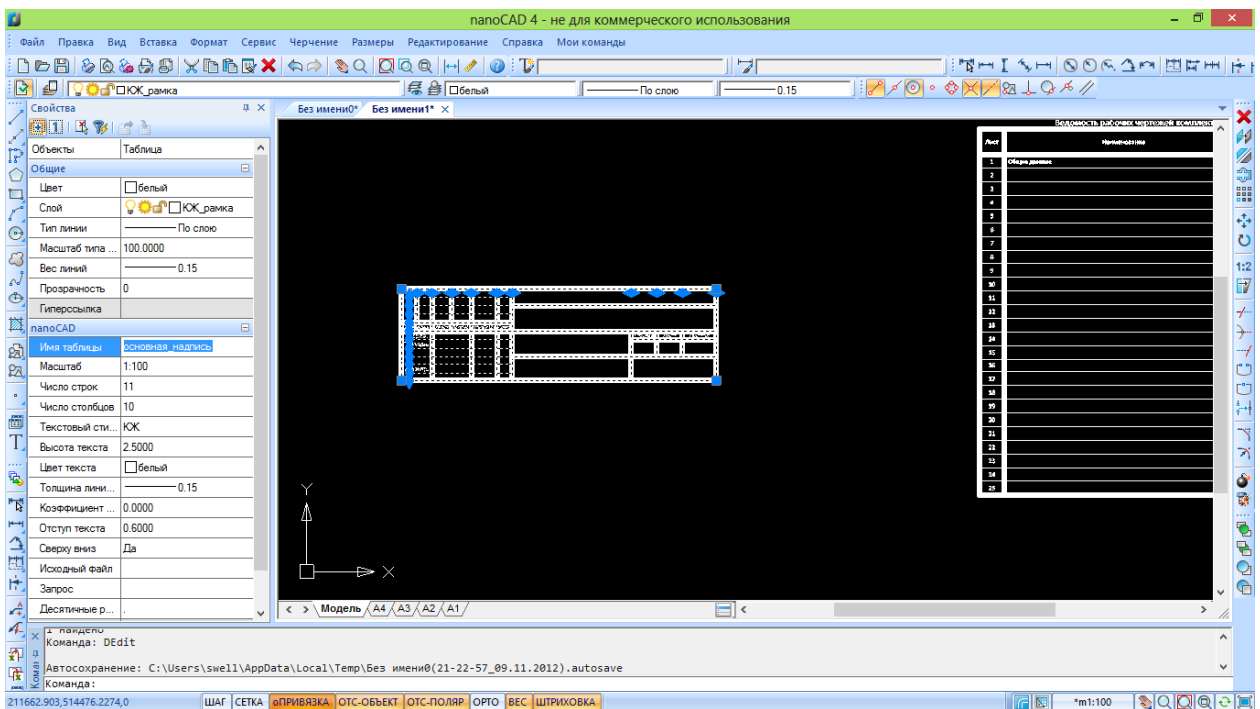 nanoCAD 4 - не для коммерческого использования
Файл Правка Вид Вставка Формат Сервис Черчение Размеры Редактирование Справка Мои команды
КЖ_рамка белый По слою 0.15
Свойства
Без имени0* Без имени1*
Объекты Таблица
Общие
Цвет белый
Слой КЖ_рамка
Тип линии По слою
Масштаб типа ... 100.0000
Вес линий 0.15
Прозрачность 0
Гиперссылка
nanoCAD
Имя таблицы основная_надпись
Масштаб 1:100
Число строк 11
Число столбцов 10
Текстовый сти... КЖ
Высота текста 2.5000
Цвет текста белый
Толщина лини... 0.15
Коэффициент ... 0.0000
Отступ текста 0.6000
Сверху вниз Да
Исходный файл
Запрос
Десятичные р... .
Ведомость рабочих чертежей комплект
Лист Наименование
1 Общие данные
2
3
4
5
6
7
8
9
10
11
12
13
14
15
16
17
18
19
20
21
22
23
24
25
Y
X
1:2
Модель A4 A3 A2 A1
1 найдено
Команда: DEdit
Автосохранение: C:\Users\swell\AppData\Local\Temp\Без имени0(21-22-57_09.11.2012).autosave
Команда:
211662.903,514476.2274,0 ШАГ СЕТКА оПРИВЯЗКА ОТС-ОБЪЕКТ ОТС-ПОЛЯР ОРТО ВЕС ШТРИХОВКА *m1:100